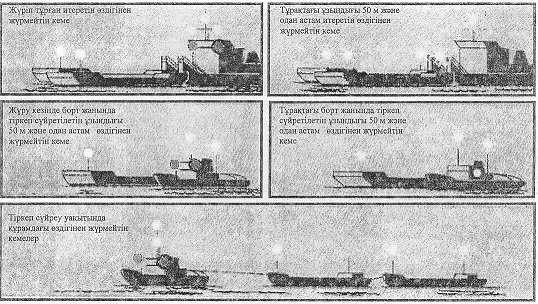 Жүріп тұрған итеретін өздігінен
жүрмейтін кеме
Тұрақтағы ұзындығы 50 м және
одан астам итеретін өздігінен
жүрмейтін кеме
Жүру кезінде борт жанында
тіркеп сүйретілетін ұзындығы
50 м және одан астам өздігінен
жүрмейтін кеме
Тұрақтағы борт жанында тіркеп
сүйретілетін ұзындығы 50 м және
одан астам өздігінен жүрмейтін
кеме
Тіркеп сүйреу уақытында
құрамдағы өздігінен жүрмейтін
кемелер